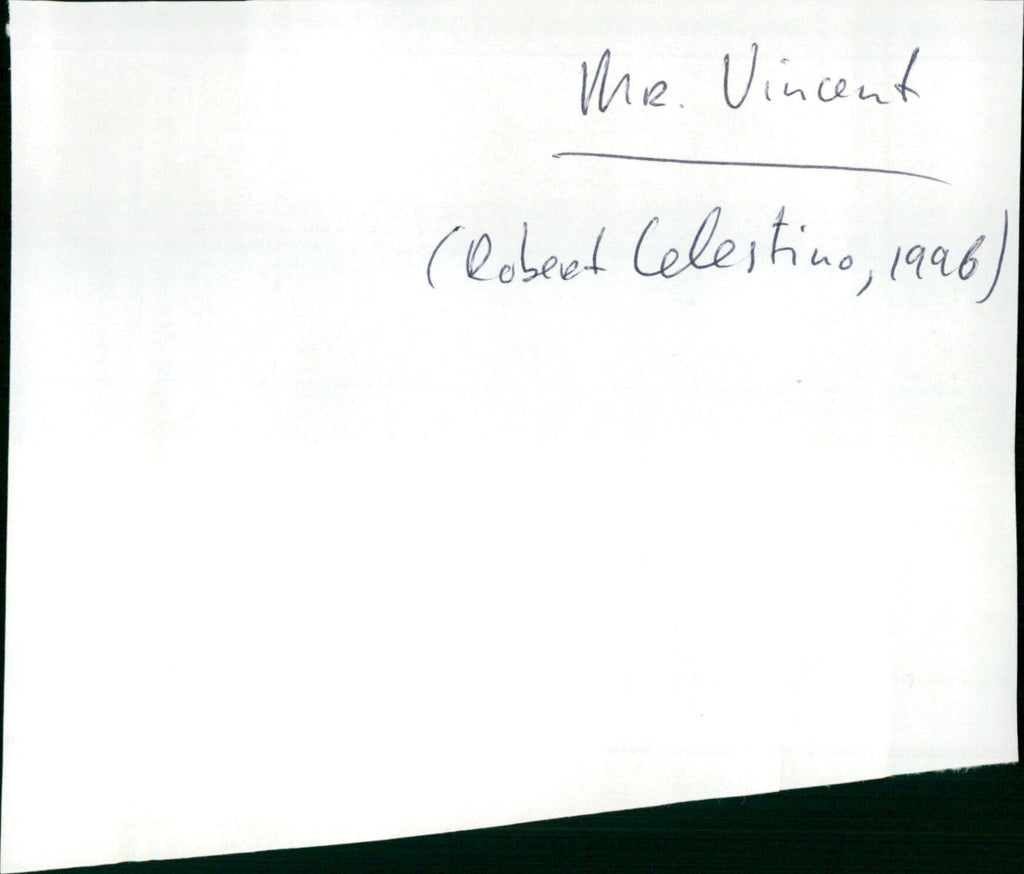 Mr. Vincent
(Robert Celestino, 1996)